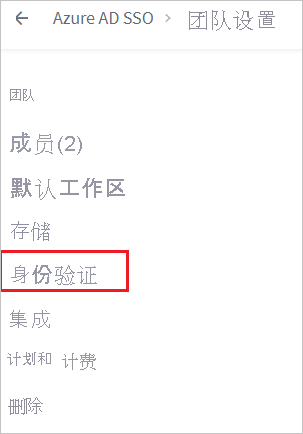 Azure AD SSO 团队设置
团队
成员(2)
默认工作区
存储
身份验证
集成
计划和 计费
删除